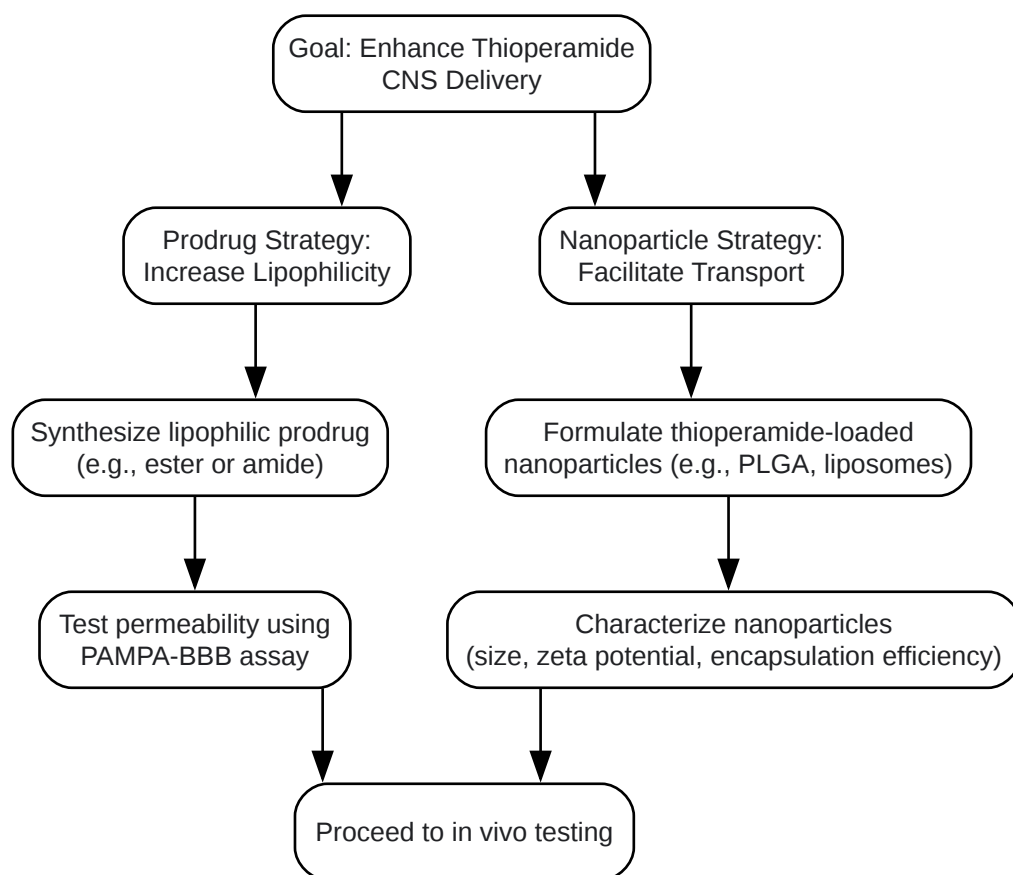 Goal: Enhance Thioperamide
CNS Delivery
Prodrug Strategy:
Increase Lipophilicity
Nanoparticle Strategy:
Facilitate Transport
Synthesize lipophilic prodrug
(e.g., ester or amide)
Formulate thioperamide-loaded
nanoparticles (e.g., PLGA, liposomes)
Test permeability using
PAMPA-BBB assay
Characterize nanoparticles
(size, zeta potential, encapsulation efficiency)
Proceed to in vivo testing